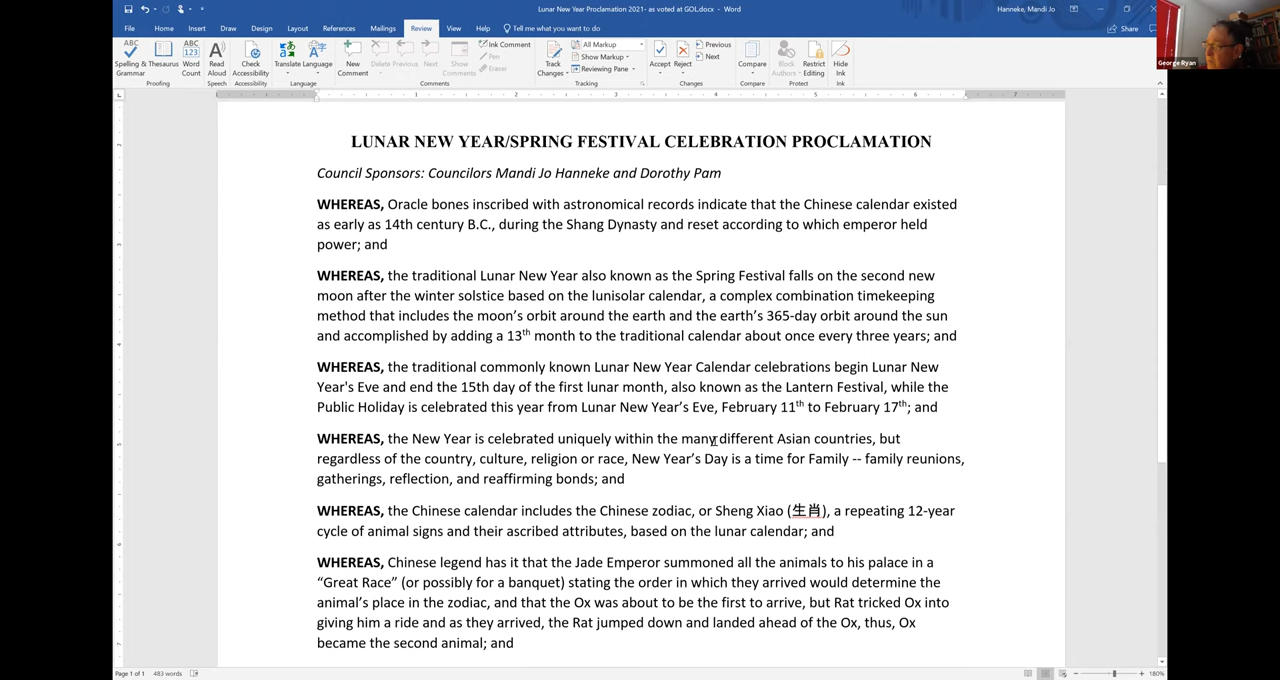 Lunar New Year Proclamation 2021- as voted at GOL.docx - Word
Hanneke, Mandi Jo
File Home Insert Draw Design Layout References Mailings Review View Help Tell me what you want to do
Share
George Ryan
Spelling & Grammar
Thesaurus
Word Count
Read Aloud
Check Accessibility
Translate
Language
New Comment
Delete
Previous
Next
Show Comments
Ink Comment
Pen
Eraser
Track Changes
All Markup
Show Markup
Reviewing Pane
Accept
Reject
Previous
Next
Compare
Block Authors
Restrict Editing
Hide Ink
Proofing Speech Accessibility Language Comments Tracking Changes Compare Protect Ink
LUNAR NEW YEAR/SPRING FESTIVAL CELEBRATION PROCLAMATION
Council Sponsors: Councilors Mandi Jo Hanneke and Dorothy Pam
WHEREAS, Oracle bones inscribed with astronomical records indicate that the Chinese calendar existed
as early as 14th century B.C., during the Shang Dynasty and reset according to which emperor held
power; and
WHEREAS, the traditional Lunar New Year also known as the Spring Festival falls on the second new
moon after the winter solstice based on the lunisolar calendar, a complex combination timekeeping
method that includes the moon's orbit around the earth and the earth's 365-day orbit around the sun
and accomplished by adding a 13th month to the traditional calendar about once every three years; and
WHEREAS, the traditional commonly known Lunar New Year Calendar celebrations begin Lunar New
Year's Eve and end the 15th day of the first lunar month, also known as the Lantern Festival, while the
Public Holiday is celebrated this year from Lunar New Year's Eve, February 11th to February 17th; and
WHEREAS, the New Year is celebrated uniquely within the many different Asian countries, but
regardless of the country, culture, religion or race, New Year's Day is a time for Family -- family reunions,
gatherings, reflection, and reaffirming bonds; and
WHEREAS, the Chinese calendar includes the Chinese zodiac, or Sheng Xiao (生肖), a repeating 12-year
cycle of animal signs and their ascribed attributes, based on the lunar calendar; and
WHEREAS, Chinese legend has it that the Jade Emperor summoned all the animals to his palace in a
“Great Race” (or possibly for a banquet) stating the order in which they arrived would determine the
animal's place in the zodiac, and that the Ox was about to be the first to arrive, but Rat tricked Ox into
giving him a ride and as they arrived, the Rat jumped down and landed ahead of the Ox, thus, Ox
became the second animal; and
Page 1 of 1 483 words
180%